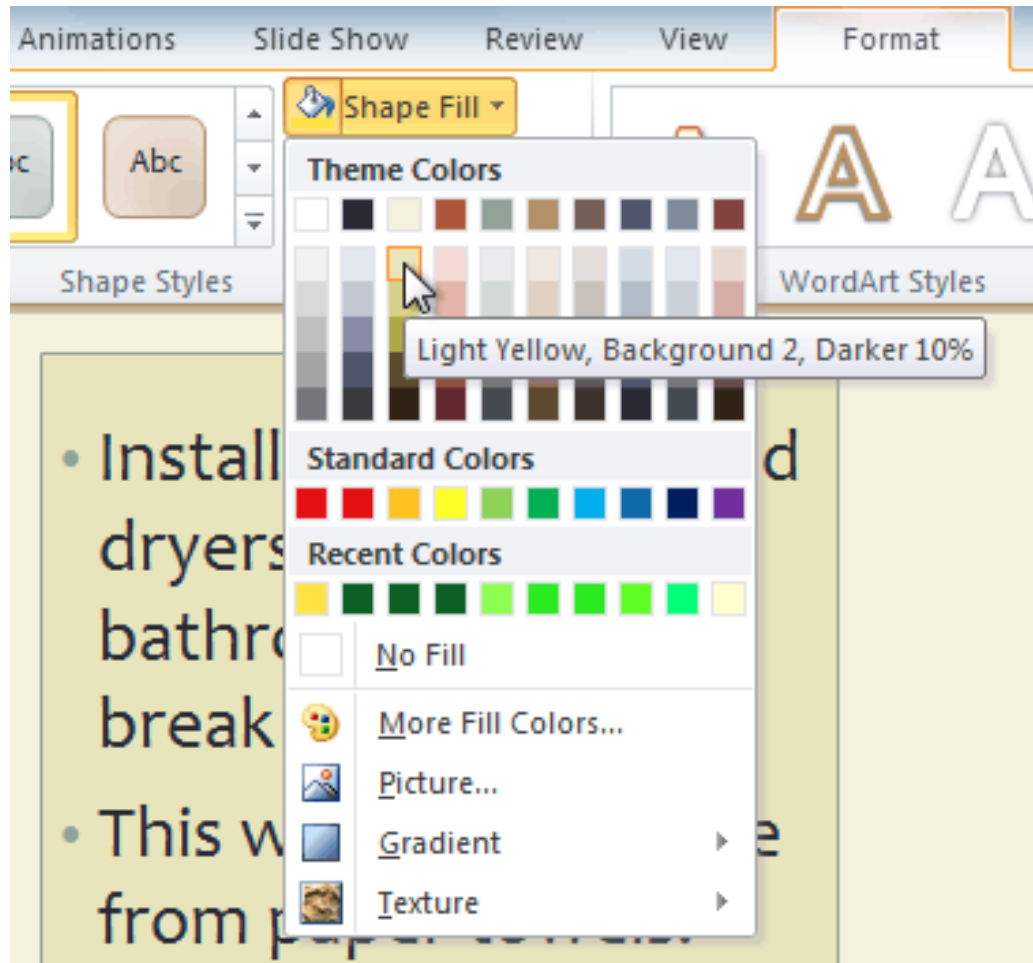 Animations Slide Show Review View Format
Shape Fill
Abc
Theme Colors
Shape Styles
WordArt Styles
Light Yellow, Background 2, Darker 10%
Install
Standard Colors
dryers
Recent Colors
No Fill
break
More Fill Colors...
Picture...
This
Gradient
from paper towels.
Texture